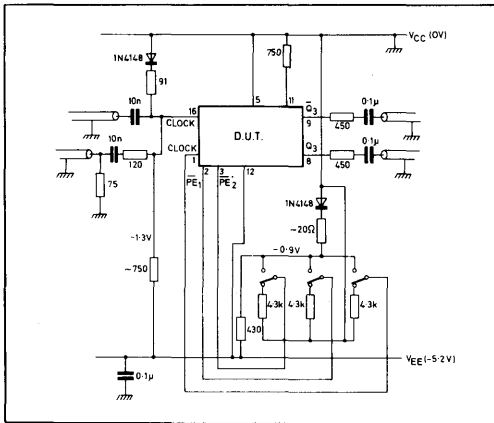 VCC (0V)
1N4148
750
91
10n
16
5
11
Q̅3
0·1μ
CLOCK
9
450
D.U.T.
10n
Q3
0·1μ
CLOCK
8
450
120
1
2
3
12
P̅E̅1
P̅E̅2
75
1N4148
~20Ω
-1·3V
-0·9V
~750
4·3k
4·3k
4·3k
430
VEE(-5·2V)
0·1μ